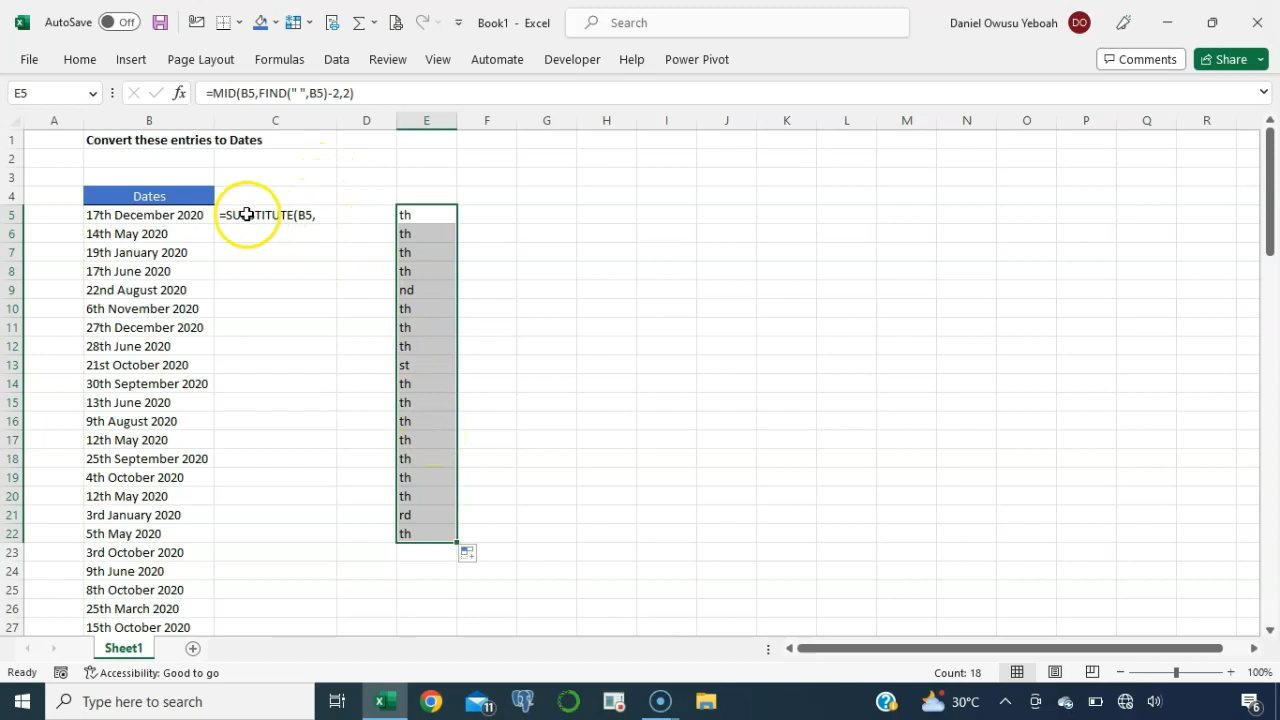 AutoSave Off
Book1 - Excel
Search
Daniel Owusu Yeboah DO
File Home Insert Page Layout Formulas Data Review View Automate Developer Help Power Pivot Comments Share
E5 fx =MID(B5,FIND(" ",B5)-2,2)
A B C D E F G H I J K L M N O P Q R
1 Convert these entries to Dates
2
3
4 Dates
5 17th December 2020 =SUBSTITUTE(B5, th
6 14th May 2020 th
7 19th January 2020 th
8 17th June 2020 th
9 22nd August 2020 nd
10 6th November 2020 th
11 27th December 2020 th
12 28th June 2020 th
13 21st October 2020 st
14 30th September 2020 th
15 13th June 2020 th
16 9th August 2020 th
17 12th May 2020 th
18 25th September 2020 th
19 4th October 2020 th
20 12th May 2020 th
21 3rd January 2020 rd
22 5th May 2020 th
23 3rd October 2020
24 9th June 2020
25 8th October 2020
26 25th March 2020
27 15th October 2020
Sheet1
Ready Accessibility: Good to go Count: 18 100%
Type here to search 11 30°C 6